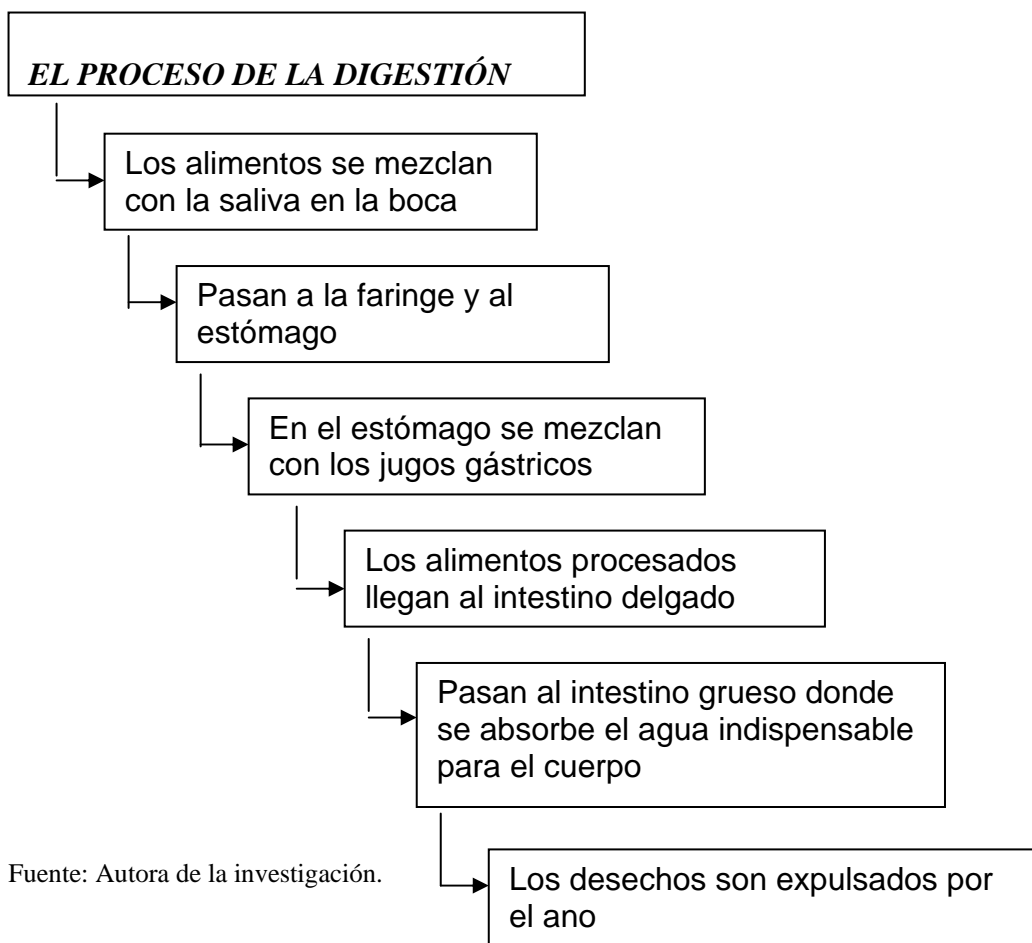 EL PROCESO DE LA DIGESTIÓN
Los alimentos se mezclan
con la saliva en la boca
Pasan a la faringe y al
estómago
En el estómago se mezclan
con los jugos gástricos
Los alimentos procesados
llegan al intestino delgado
Pasan al intestino grueso donde
se absorbe el agua indispensable
para el cuerpo
Fuente: Autora de la investigación.
Los desechos son expulsados por
el ano